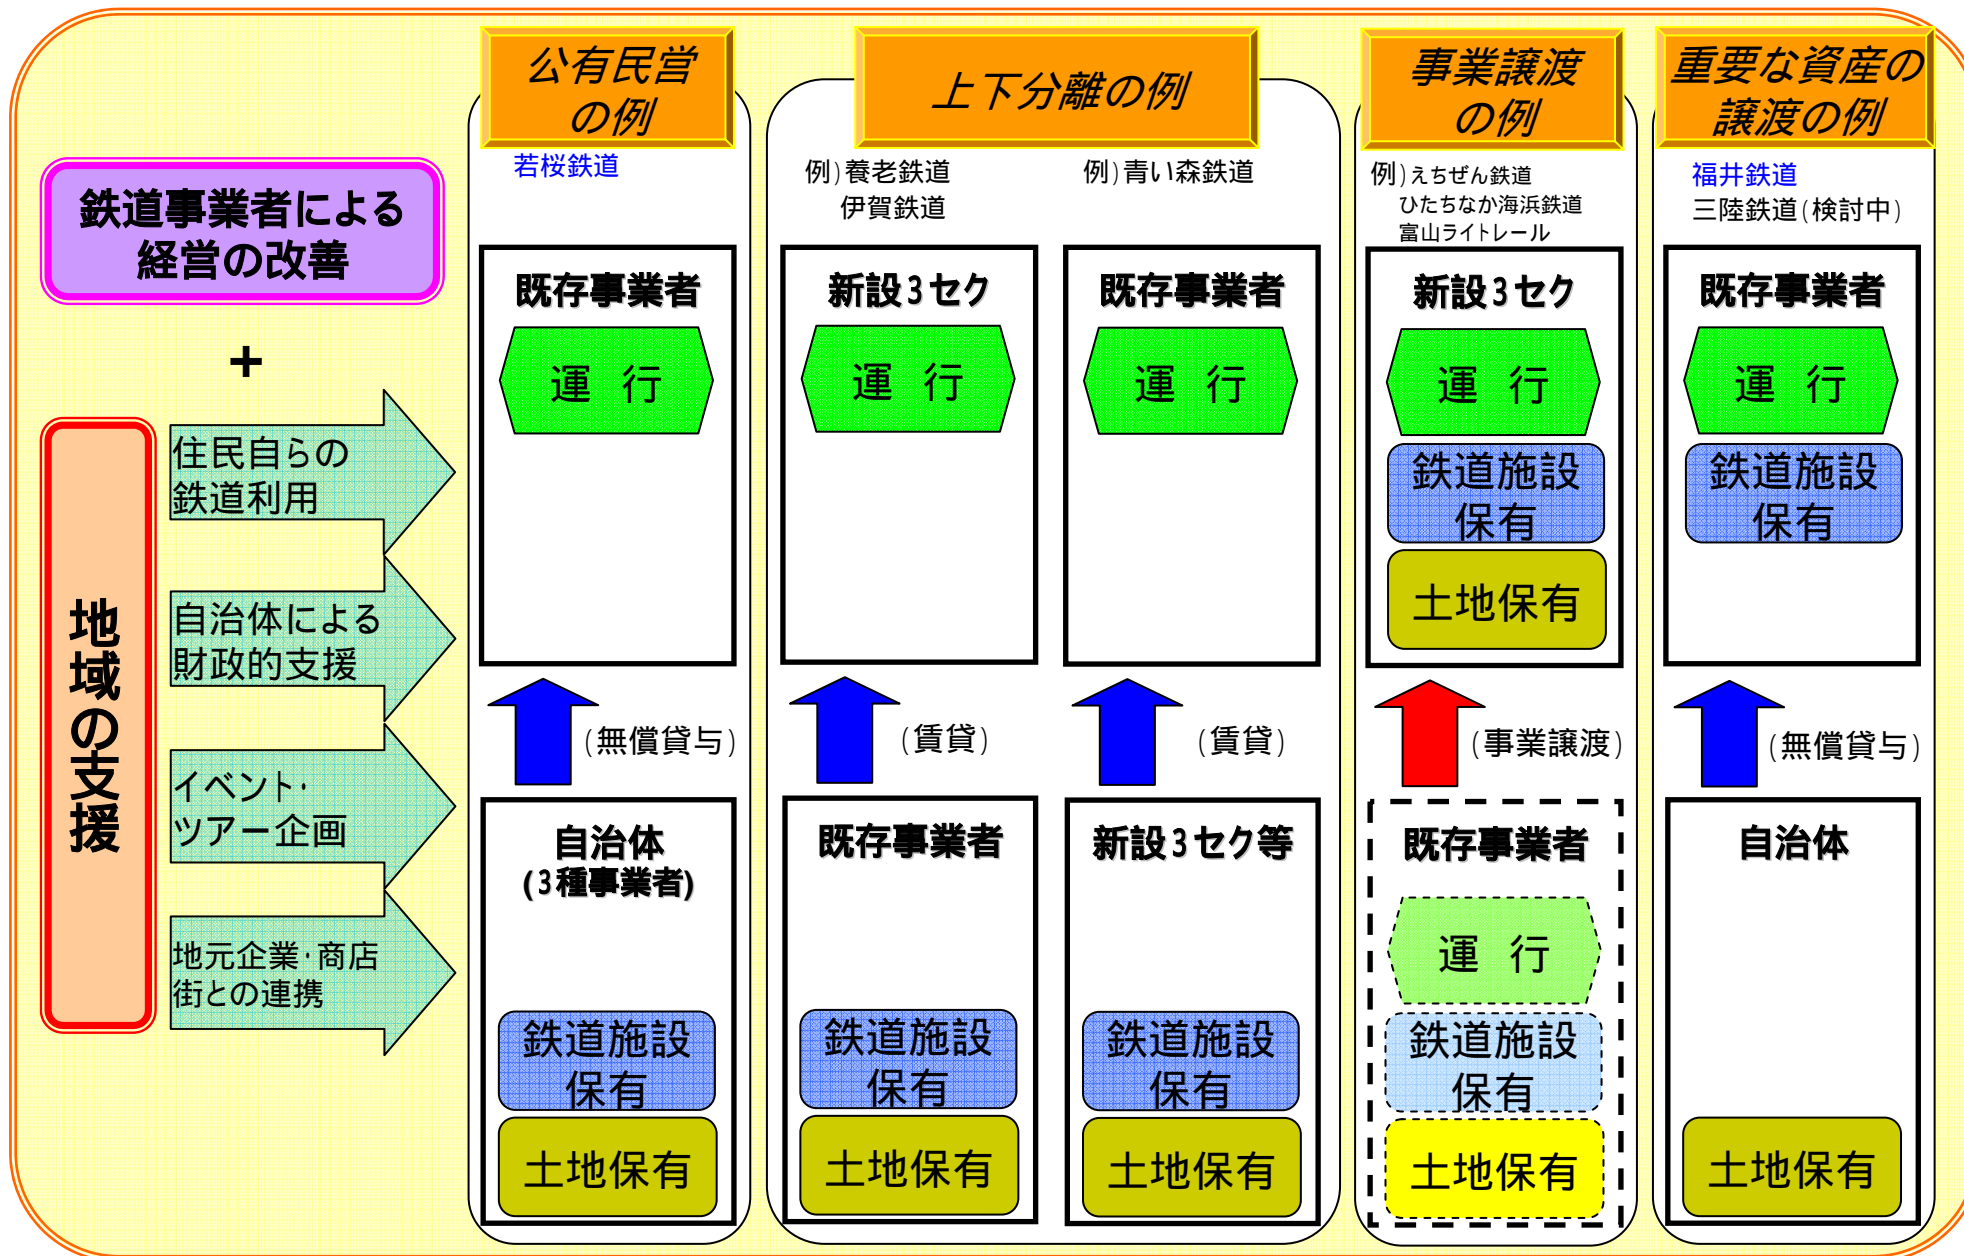 鉄道事業者による
経営の改善
+
地域の支援
住民自らの
鉄道利用
自治体による
財政的支援
イベント・
ツアー企画
地元企業・商店
街との連携
公有民営
の例
若桜鉄道
既存事業者
運 行
(無償貸与)
自治体
(3種事業者)
鉄道施設
保有
土地保有
上下分離の例
例)養老鉄道
伊賀鉄道
新設3セク
運 行
(賃貸)
既存事業者
鉄道施設
保有
土地保有
例)青い森鉄道
既存事業者
運 行
(賃貸)
新設3セク等
鉄道施設
保有
土地保有
事業譲渡
の例
例)えちぜん鉄道
ひたちなか海浜鉄道
富山ライトレール
新設3セク
運 行
鉄道施設
保有
土地保有
(事業譲渡)
既存事業者
運 行
鉄道施設
保有
土地保有
重要な資産の
譲渡の例
福井鉄道
三陸鉄道(検討中)
既存事業者
運 行
鉄道施設
保有
(無償貸与)
自治体
土地保有